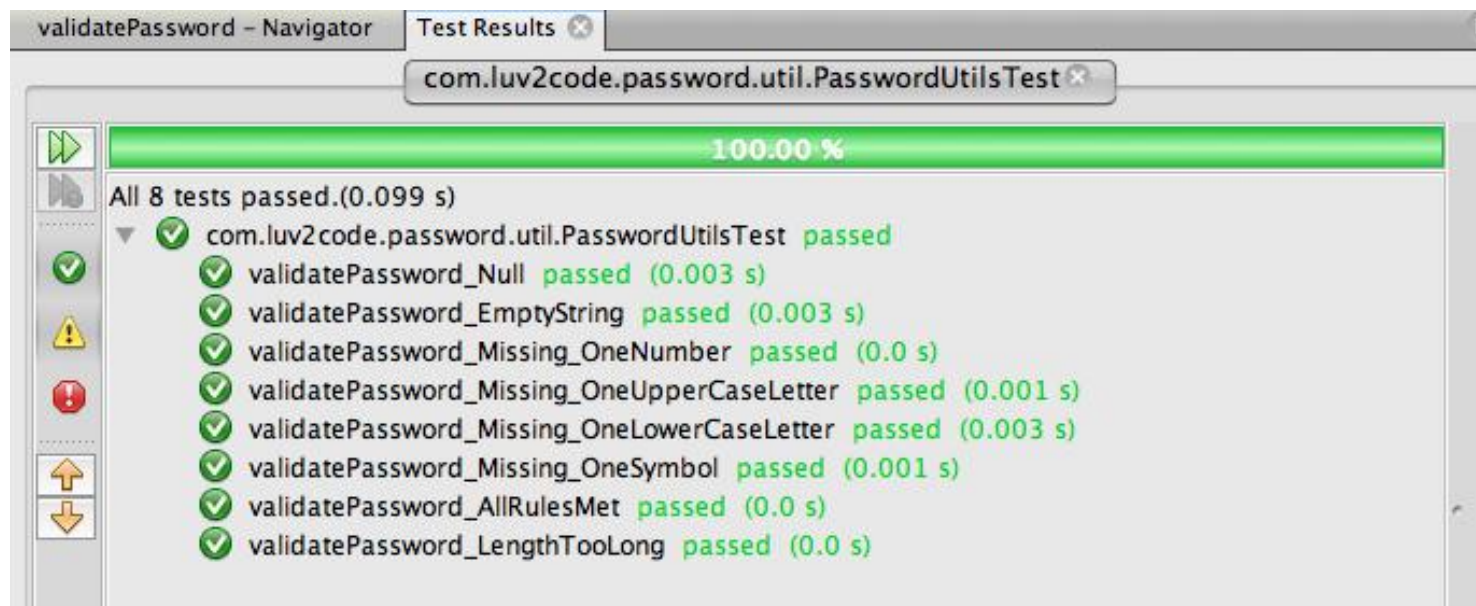 validatePassword – Navigator
Test Results
com.luv2code.password.util.PasswordUtilsTest
100.00 %
All 8 tests passed.(0.099 s)
com.luv2code.password.util.PasswordUtilsTest passed
validatePassword_Null passed (0.003 s)
validatePassword_EmptyString passed (0.003 s)
validatePassword_Missing_OneNumber passed (0.0 s)
validatePassword_Missing_OneUpperCaseLetter passed (0.001 s)
validatePassword_Missing_OneLowerCaseLetter passed (0.003 s)
validatePassword_Missing_OneSymbol passed (0.001 s)
validatePassword_AllRulesMet passed (0.0 s)
validatePassword_LengthTooLong passed (0.0 s)